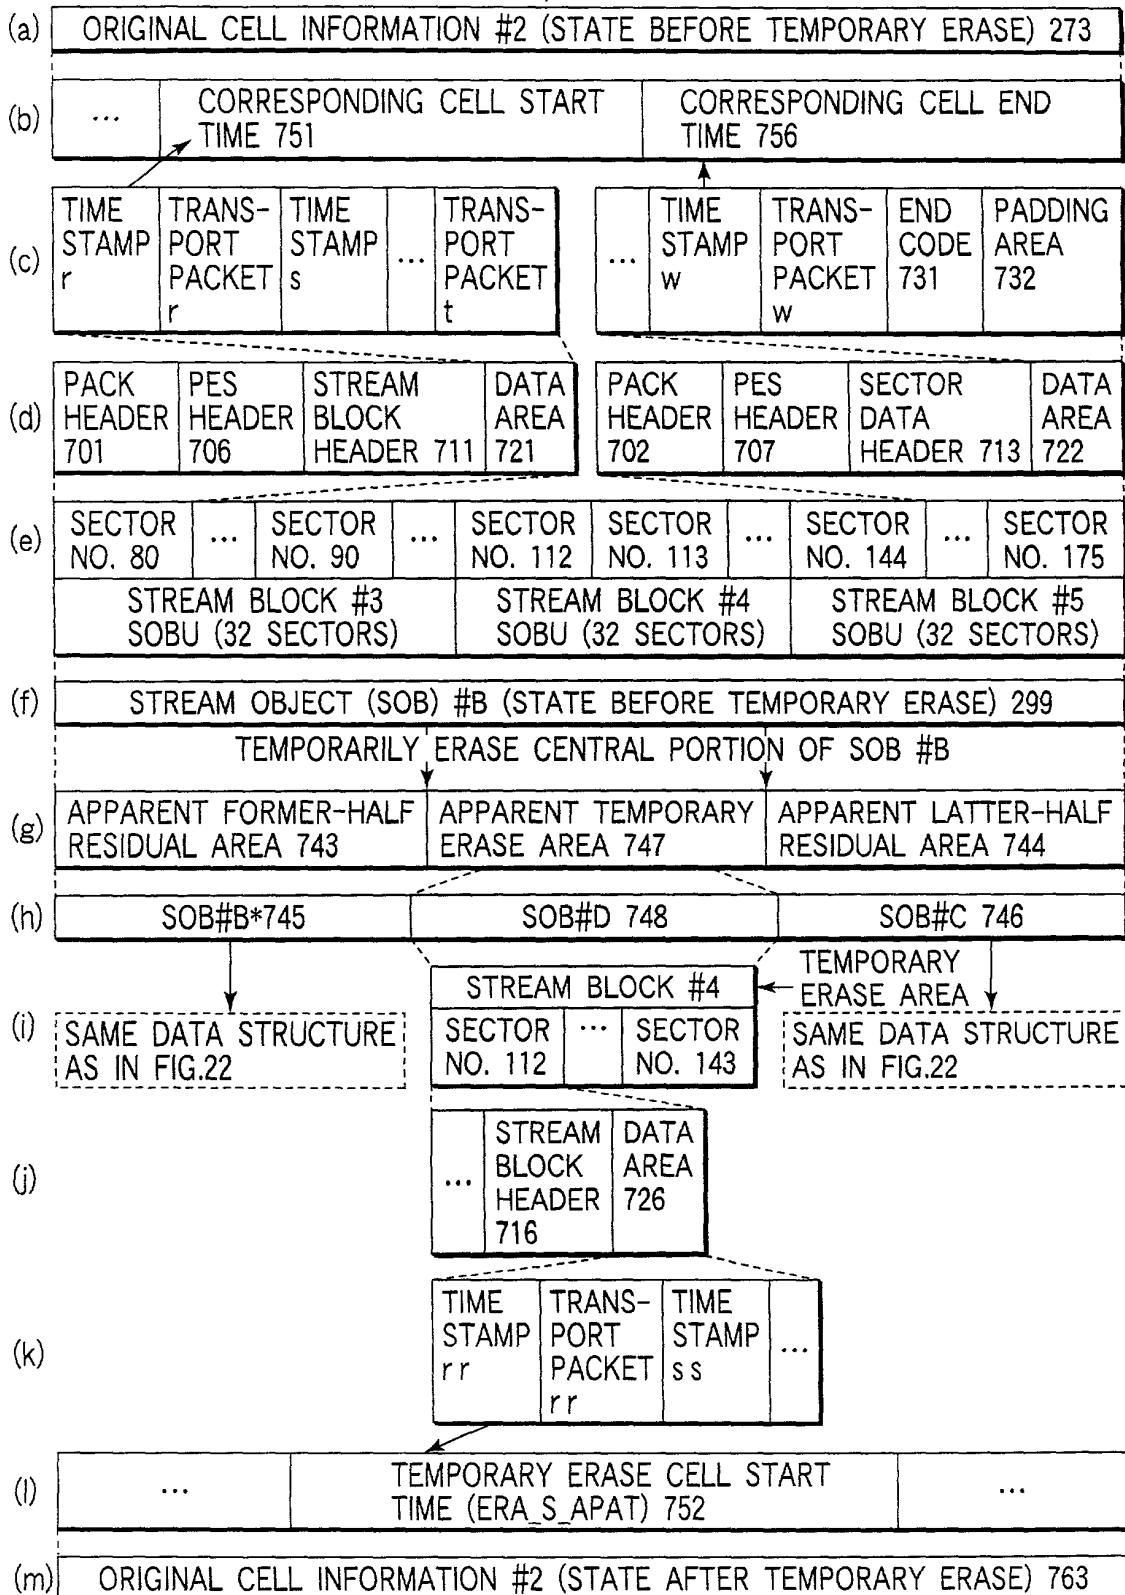 (a) ORIGINAL CELL INFORMATION #2 (STATE BEFORE TEMPORARY ERASE) 273
(b) ...
CORRESPONDING CELL START
TIME 751
CORRESPONDING CELL END
TIME 756
(c)
TIME
STAMP
r
TRANS-
PORT
PACKET
r
TIME
STAMP
s
...
TRANS-
PORT
PACKET
t
...
TIME
STAMP
w
TRANS-
PORT
PACKET
w
END
CODE
731
PADDING
AREA
732
(d)
PACK
HEADER
701
PES
HEADER
706
STREAM
BLOCK
HEADER 711
DATA
AREA
721
PACK
HEADER
702
PES
HEADER
707
SECTOR
DATA
HEADER 713
DATA
AREA
722
(e)
SECTOR
NO. 80
...
SECTOR
NO. 90
...
SECTOR
NO. 112
SECTOR
NO. 113
...
SECTOR
NO. 144
...
SECTOR
NO. 175
STREAM BLOCK #3
SOBU (32 SECTORS)
STREAM BLOCK #4
SOBU (32 SECTORS)
STREAM BLOCK #5
SOBU (32 SECTORS)
(f) STREAM OBJECT (SOB) #B (STATE BEFORE TEMPORARY ERASE) 299
TEMPORARILY ERASE CENTRAL PORTION OF SOB #B
(g)
APPARENT FORMER-HALF
RESIDUAL AREA 743
APPARENT TEMPORARY
ERASE AREA 747
APPARENT LATTER-HALF
RESIDUAL AREA 744
(h) SOB#B*745 SOB#D 748 SOB#C 746
TEMPORARY
ERASE AREA
(i)
SAME DATA STRUCTURE
AS IN FIG.22
STREAM BLOCK #4
SECTOR
NO. 112
...
SECTOR
NO. 143
SAME DATA STRUCTURE
AS IN FIG.22
(j)
...
STREAM
BLOCK
HEADER
716
DATA
AREA
726
(k)
TIME
STAMP
rr
TRANS-
PORT
PACKET
rr
TIME
STAMP
ss
...
(l)
...
TEMPORARY ERASE CELL START
TIME (ERA_S_APAT) 752
...
(m) ORIGINAL CELL INFORMATION #2 (STATE AFTER TEMPORARY ERASE) 763